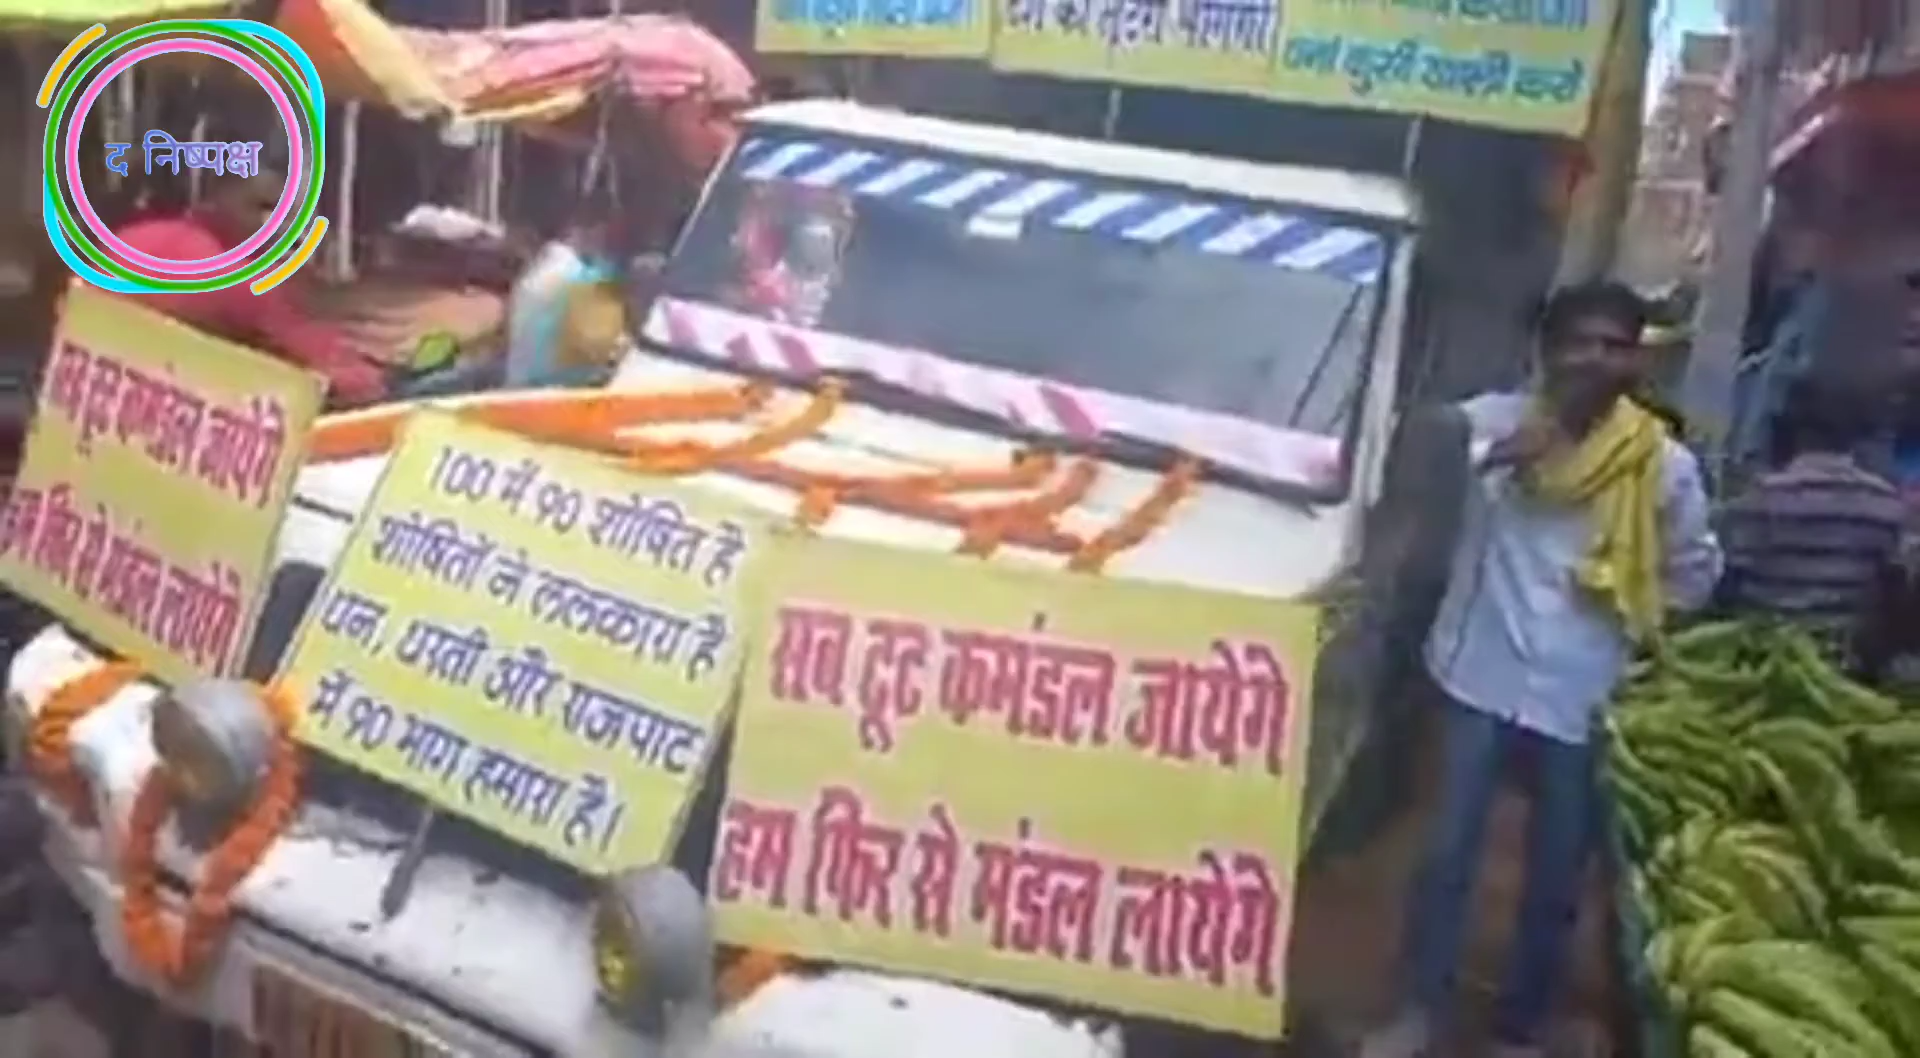 द निष्पक्ष
सब टूट कमंडल जायेंगे
हम फिर से मंडल लायेंगे
100 में 90 शोषित है
शोषितों ने ललकारा है
धन, धरती और राजपाट
में 90 भाग हमारा है।
सब टूट कमंडल जायेंगे
हम फिर से मंडल लायेंगे